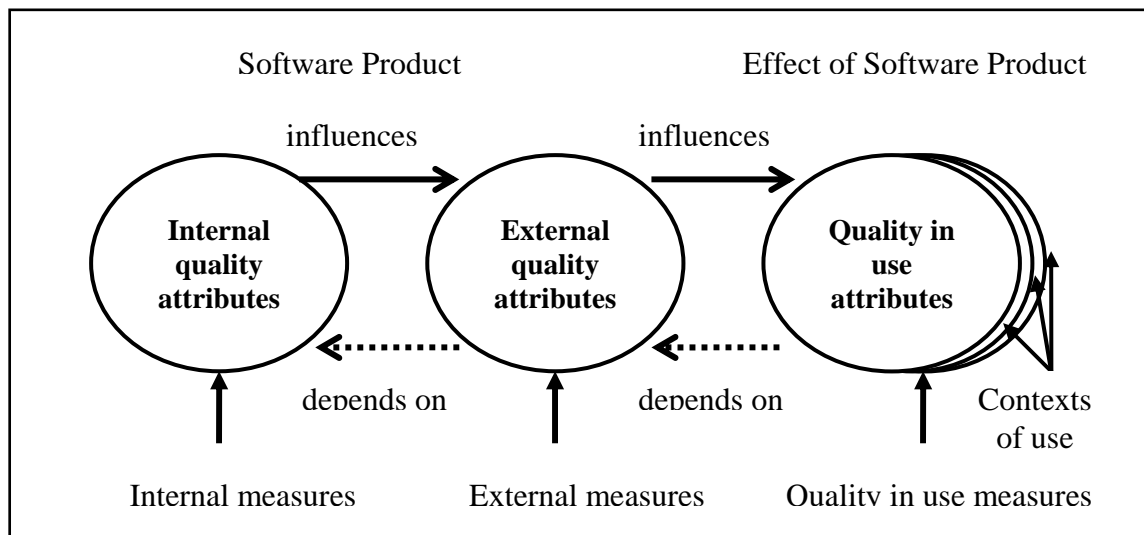 Software Product
Effect of Software Product
influences
influences
Internal
quality
attributes
External
quality
attributes
Quality in
use
attributes
depends on
depends on
Contexts
of use
Internal measures
External measures
Quality in use measures